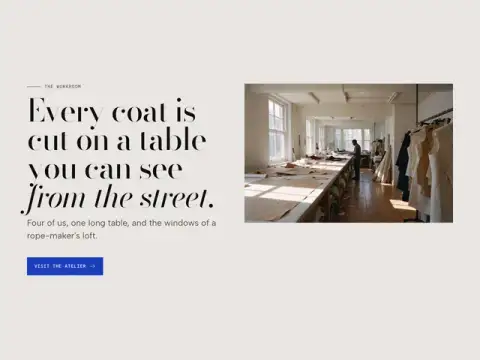 THE WORKROOM
Every coat is
cut on a table
you can see
from the street.
Four of us, one long table, and the windows of a
rope-maker's loft.
VISIT THE ATELIER →